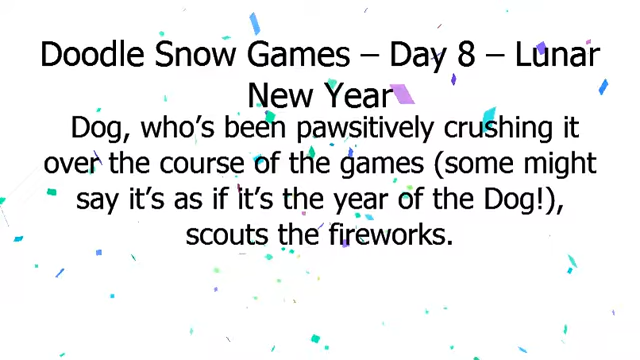 Doodle Snow Games – Day 8 – Lunar
New Year
Dog, who’s been pawsitively crushing it
over the course of the games (some might
say it’s as if it’s the year of the Dog!),
scouts the fireworks.